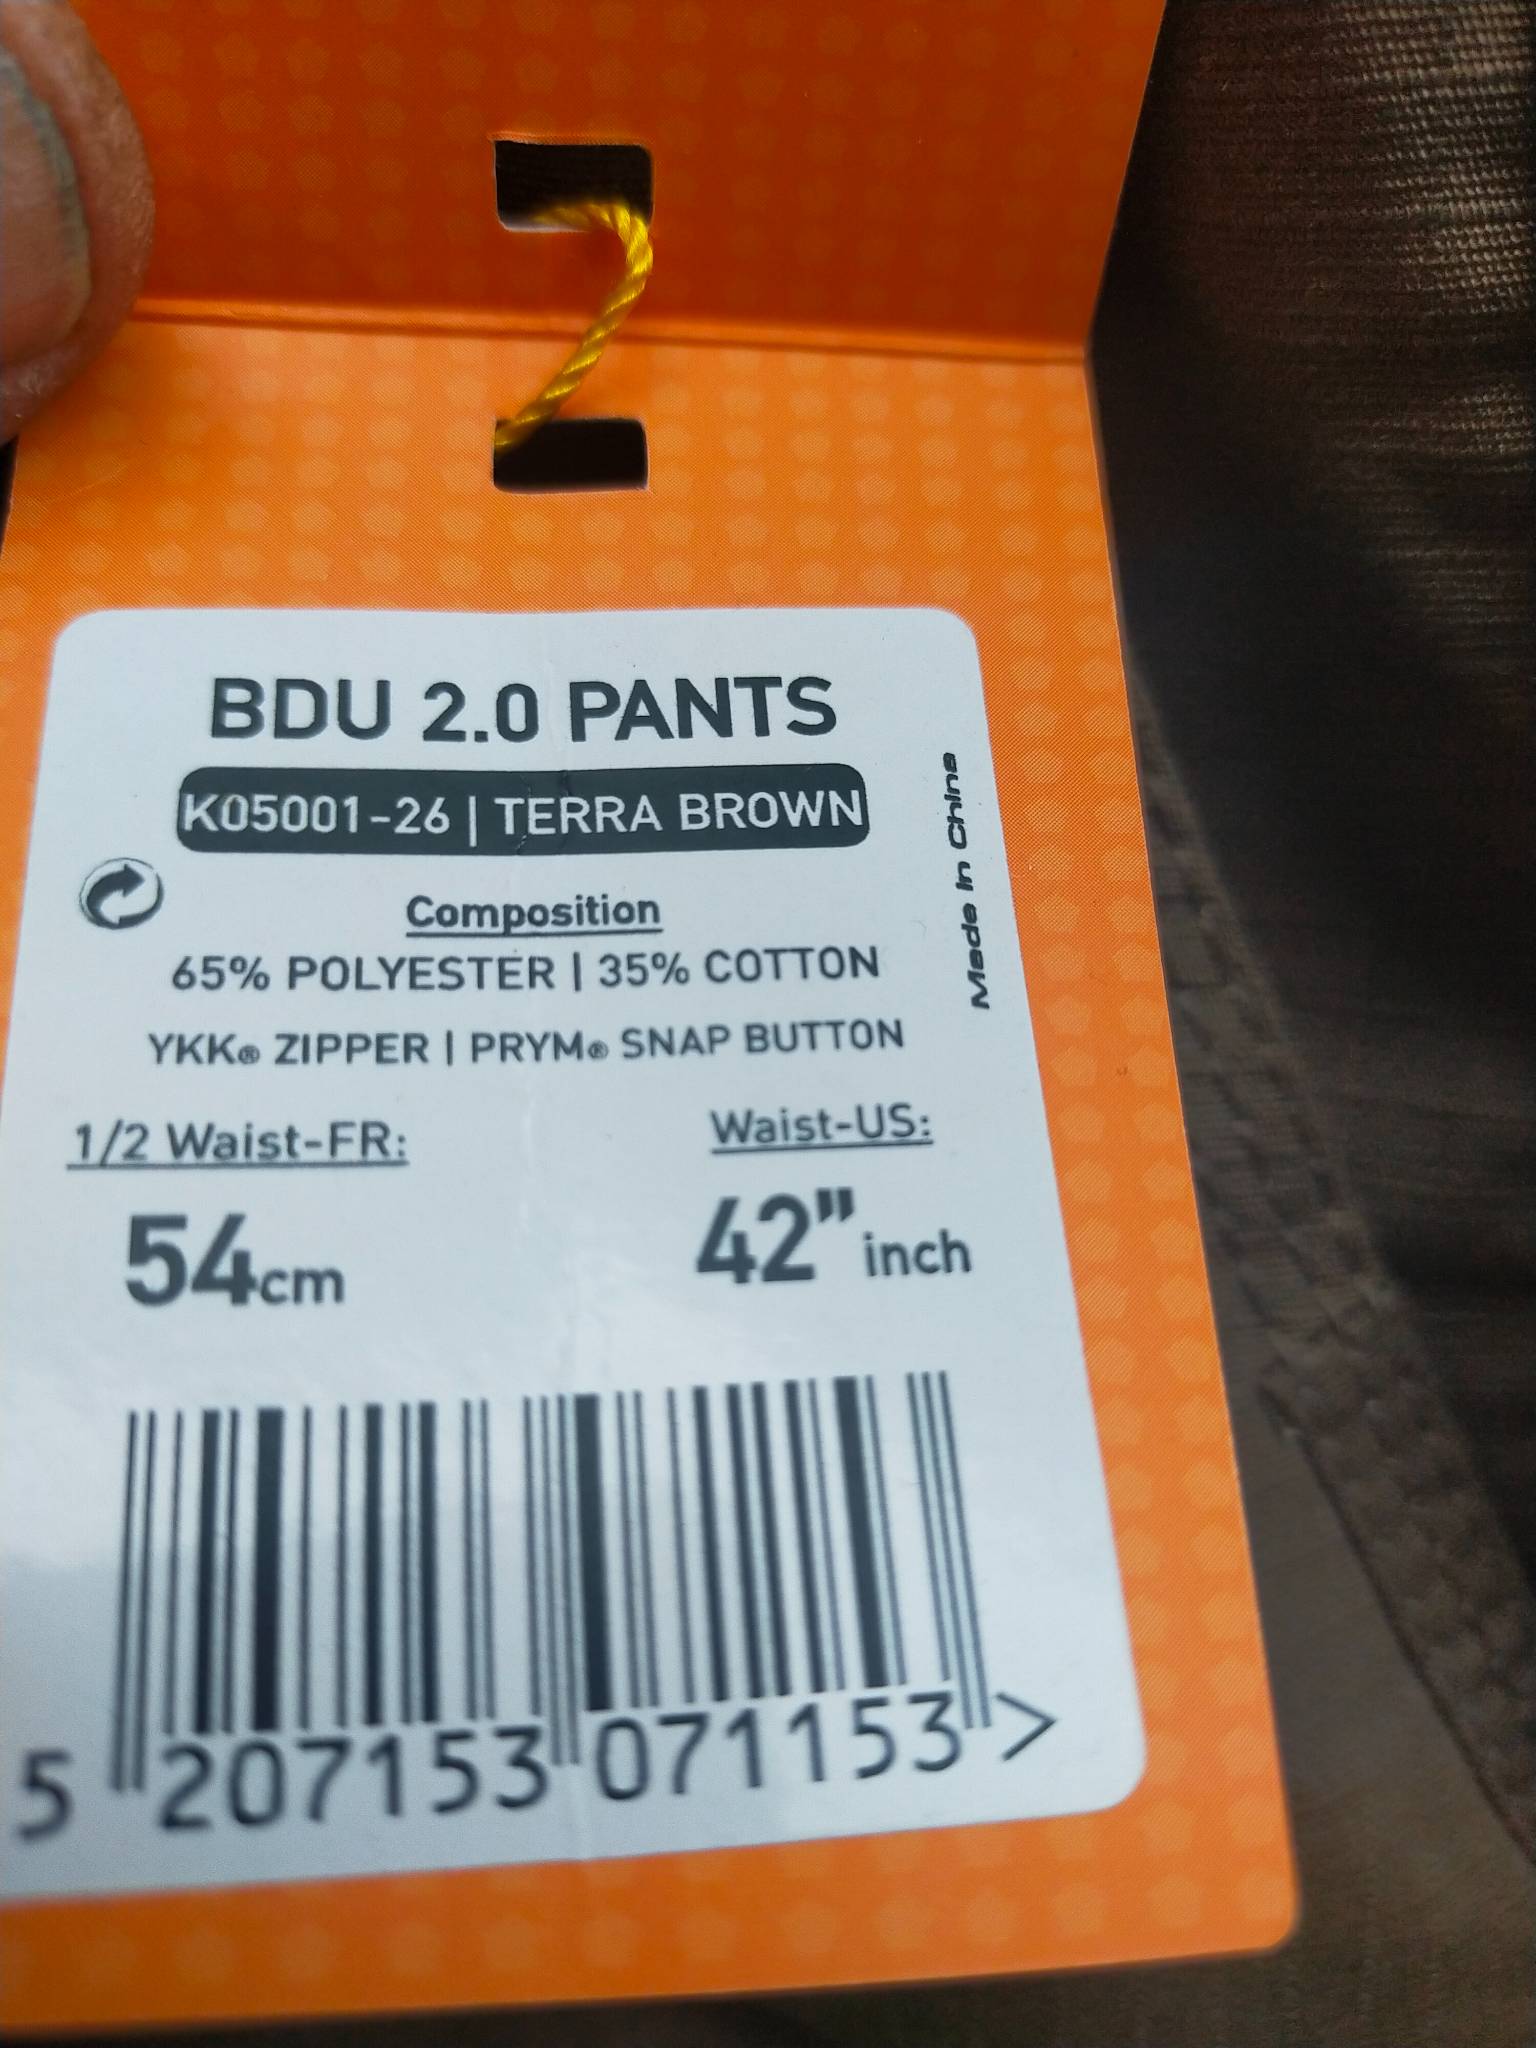 BDU 2.0 PANTS
K05001-26 | TERRA BROWN
Made In China
Composition
65% POLYESTER | 35% COTTON
YKK® ZIPPER | PRYM® SNAP BUTTON
1/2 Waist-FR:
Waist-US:
54cm
42" inch
5 207153 071153 >